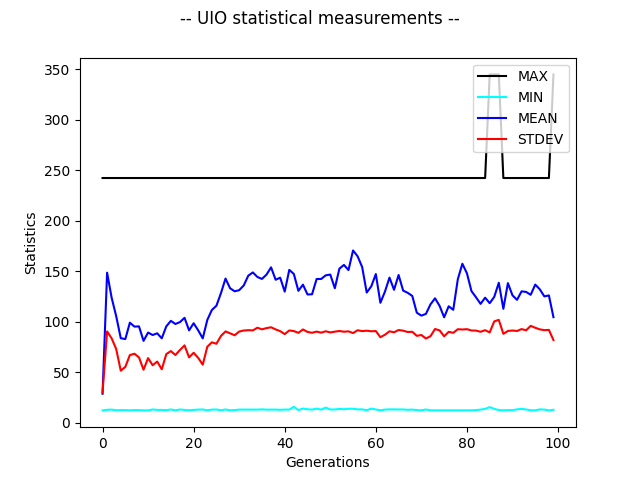 -- UIO statistical measurements --
350
300
250
200
150
100
50
0
Statistics
MAX
MIN
MEAN
STDEV
0 20 40 60 80 100
Generations